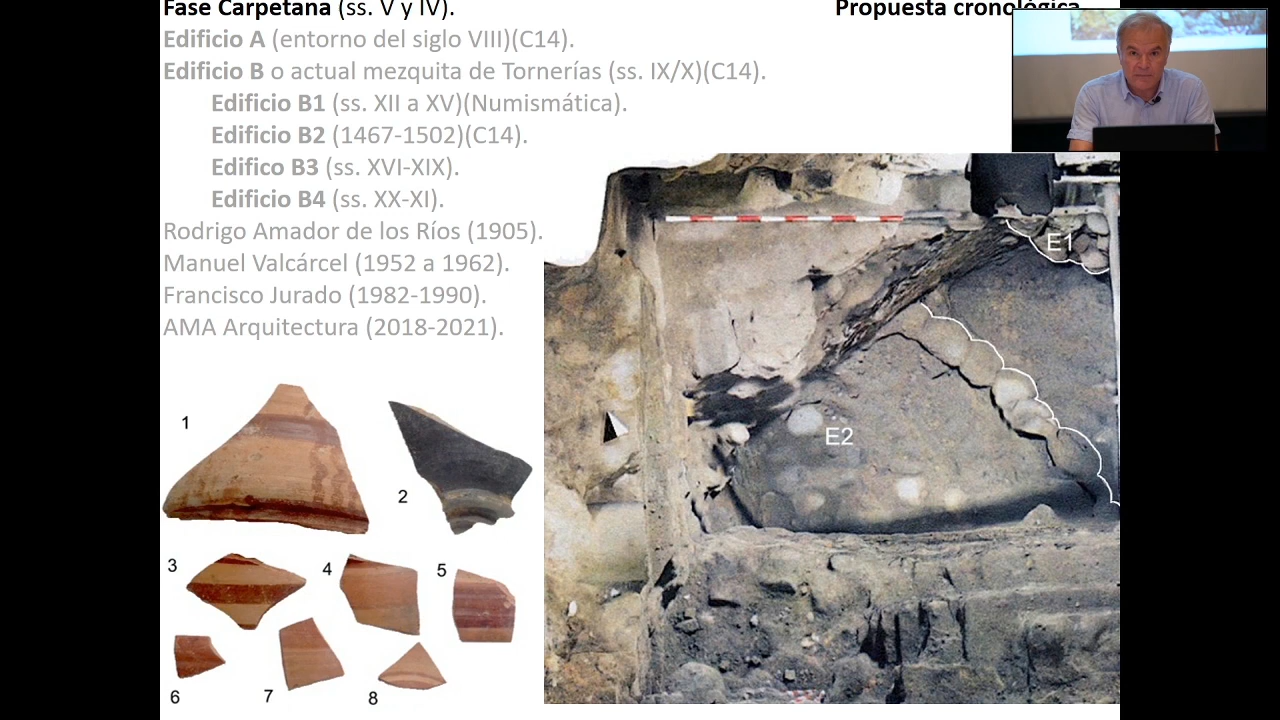 Fase Carpetana (ss. V y IV).
Propuesta cronológica
Edificio A (entorno del siglo VIII)(C14).
Edificio B o actual mezquita de Tornerías (ss. IX/X)(C14).
Edificio B1 (ss. XII a XV)(Numismática).
Edificio B2 (1467-1502)(C14).
Edifico B3 (ss. XVI-XIX).
Edificio B4 (ss. XX-XI).
Rodrigo Amador de los Ríos (1905).
Manuel Valcárcel (1952 a 1962).
Francisco Jurado (1982-1990).
AMA Arquitectura (2018-2021).
E1
E2
1
2
3
4
5
6
7
8